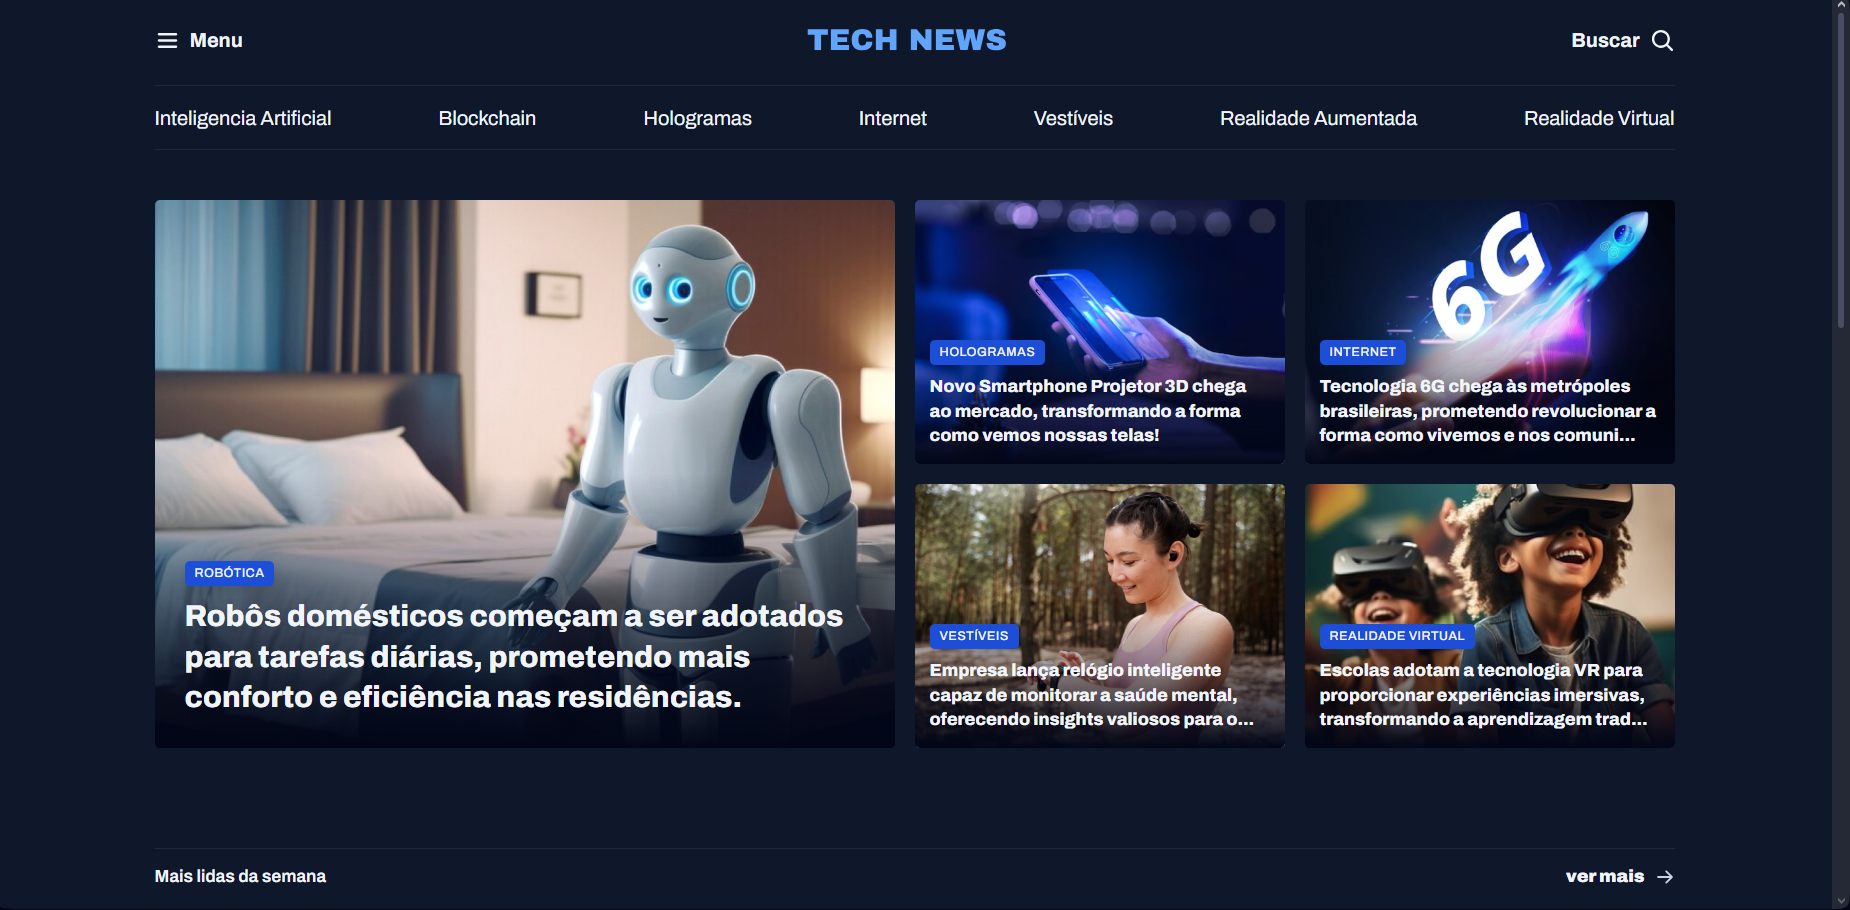 Menu
TECH NEWS
Buscar
Inteligencia Artificial
Blockchain
Hologramas
Internet
Vestíveis
Realidade Aumentada
Realidade Virtual
ROBÓTICA
Robôs domésticos começam a ser adotados
para tarefas diárias, prometendo mais
conforto e eficiência nas residências.
HOLOGRAMAS
Novo Smartphone Projetor 3D chega
ao mercado, transformando a forma
como vemos nossas telas!
6G
INTERNET
Tecnologia 6G chega às metrópoles
brasileiras, prometendo revolucionar a
forma como vivemos e nos comuni...
VESTÍVEIS
Empresa lança relógio inteligente
capaz de monitorar a saúde mental,
oferecendo insights valiosos para o...
REALIDADE VIRTUAL
Escolas adotam a tecnologia VR para
proporcionar experiências imersivas,
transformando a aprendizagem trad...
Mais lidas da semana
ver mais